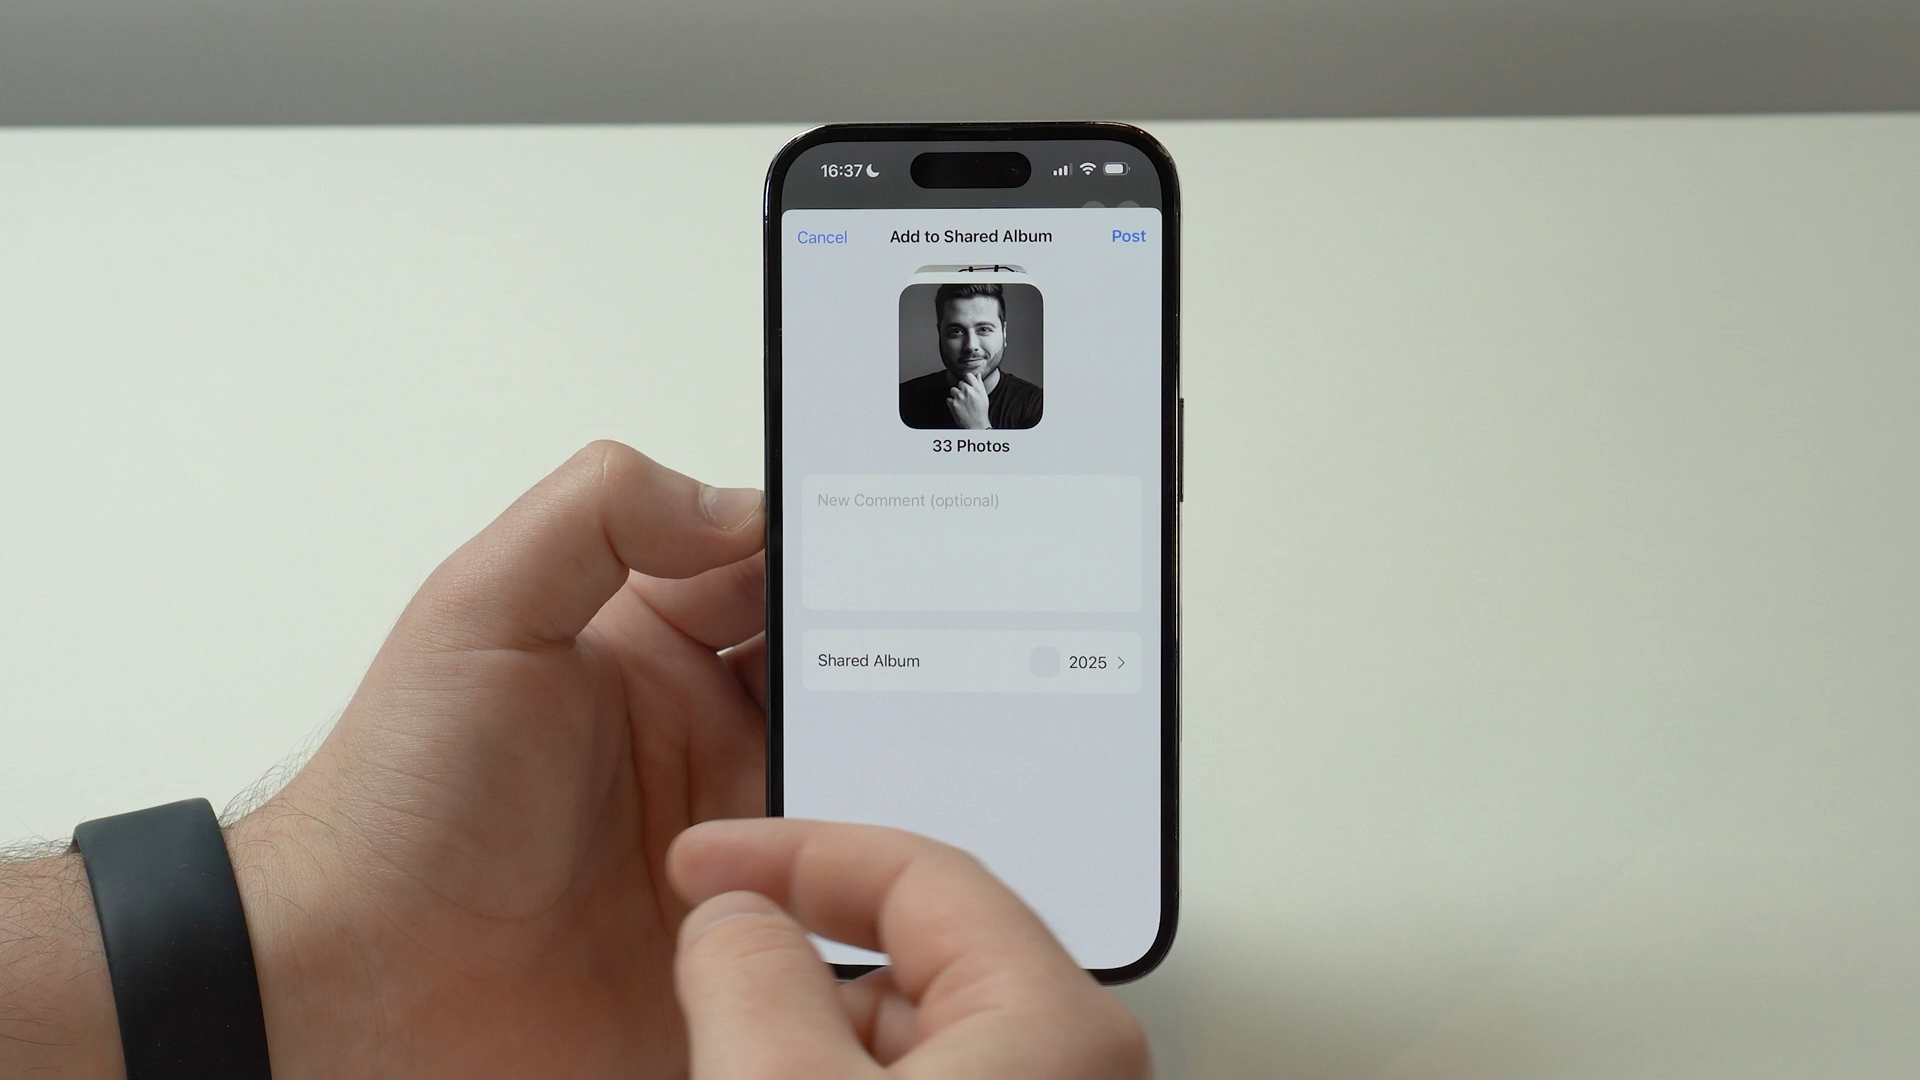 16:37
Cancel
Add to Shared Album
Post
33 Photos
New Comment (optional)
Shared Album
2025